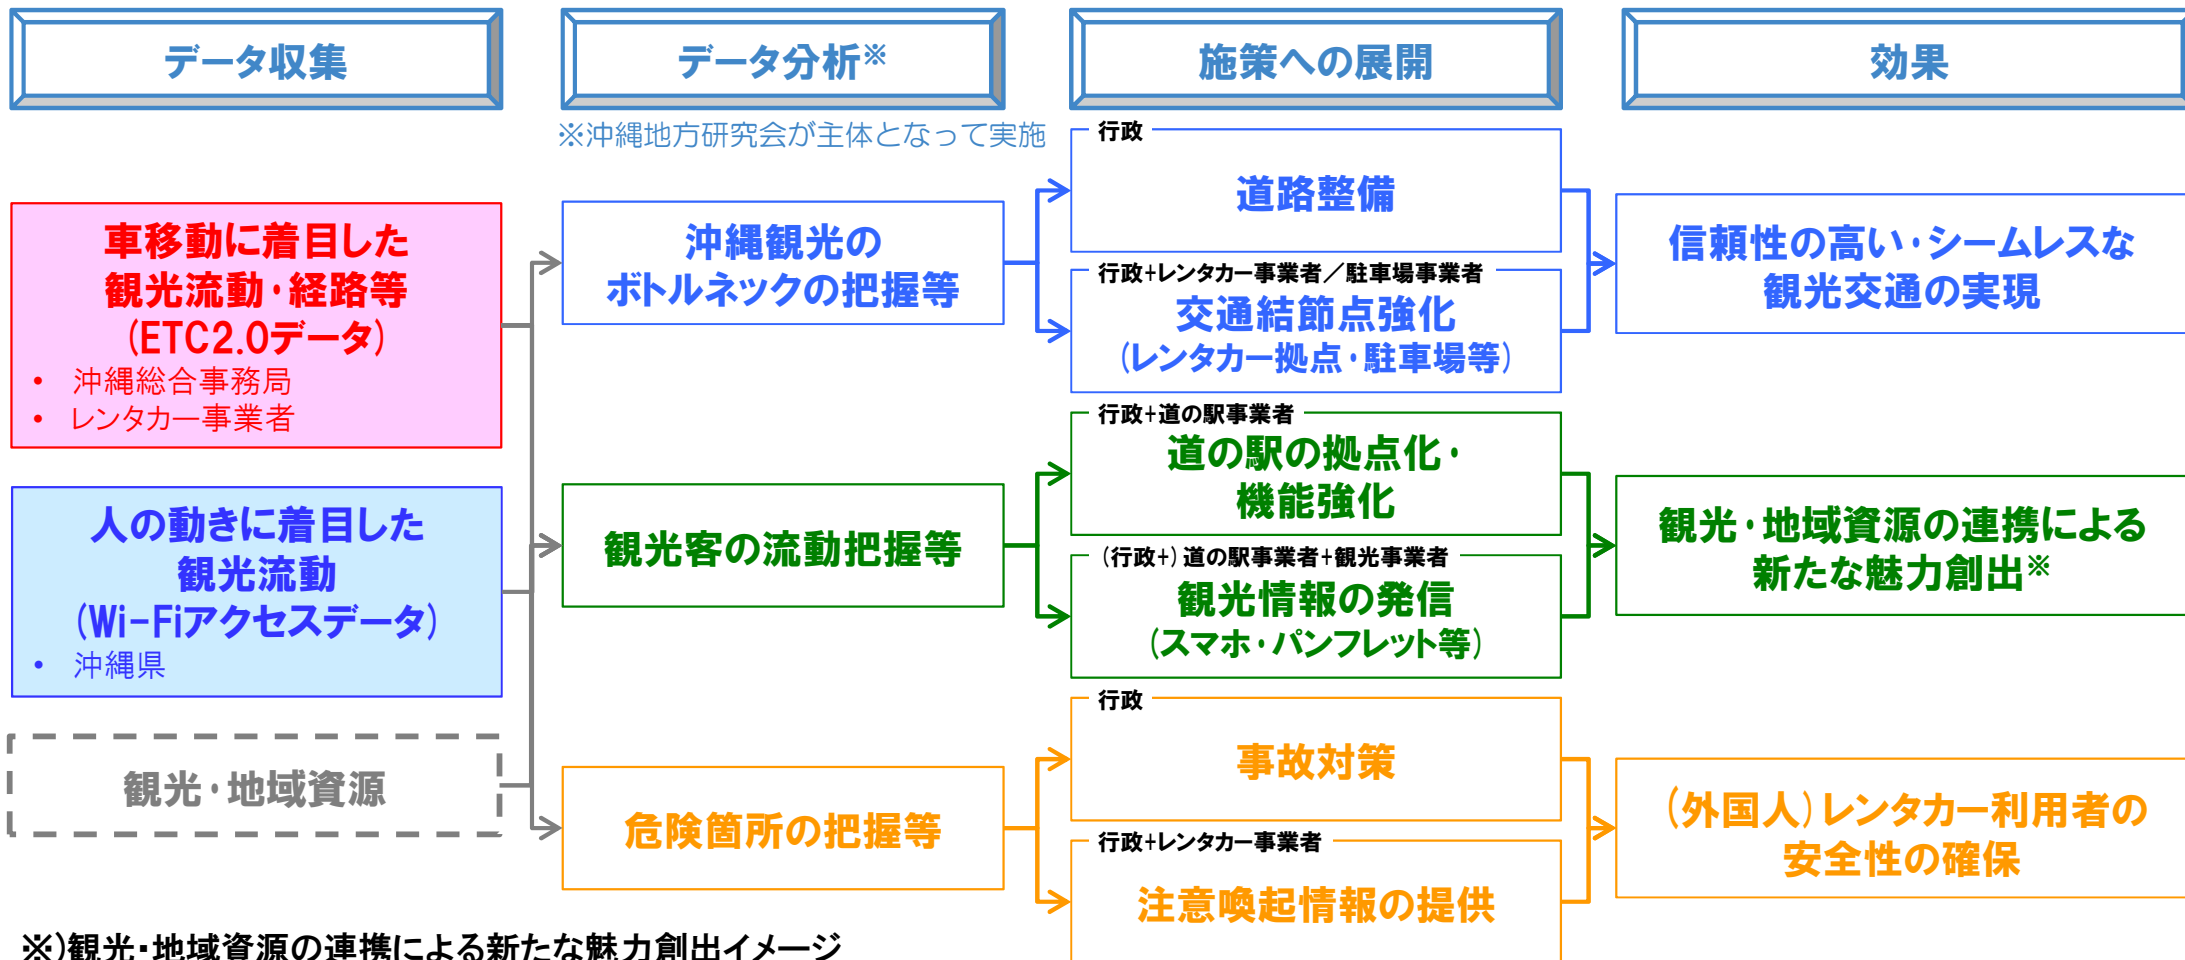 データ収集
データ分析※
施策への展開
効果
※沖縄地方研究会が主体となって実施
車移動に着目した
観光流動・経路等
(ETC2.0データ)
• 沖縄総合事務局
• レンタカー事業者
人の動きに着目した
観光流動
(Wi-Fiアクセスデータ)
• 沖縄県
観光・地域資源
沖縄観光の
ボトルネックの把握等
観光客の流動把握等
危険箇所の把握等
行政
道路整備
行政+レンタカー事業者／駐車場事業者
交通結節点強化
(レンタカー拠点・駐車場等)
行政+道の駅事業者
道の駅の拠点化・
機能強化
(行政+)道の駅事業者+観光事業者
観光情報の発信
(スマホ・パンフレット等)
行政
事故対策
行政+レンタカー事業者
注意喚起情報の提供
信頼性の高い・シームレスな
観光交通の実現
観光・地域資源の連携による
新たな魅力創出※
(外国人)レンタカー利用者の
安全性の確保
※)観光・地域資源の連携による新たな魅力創出イメージ